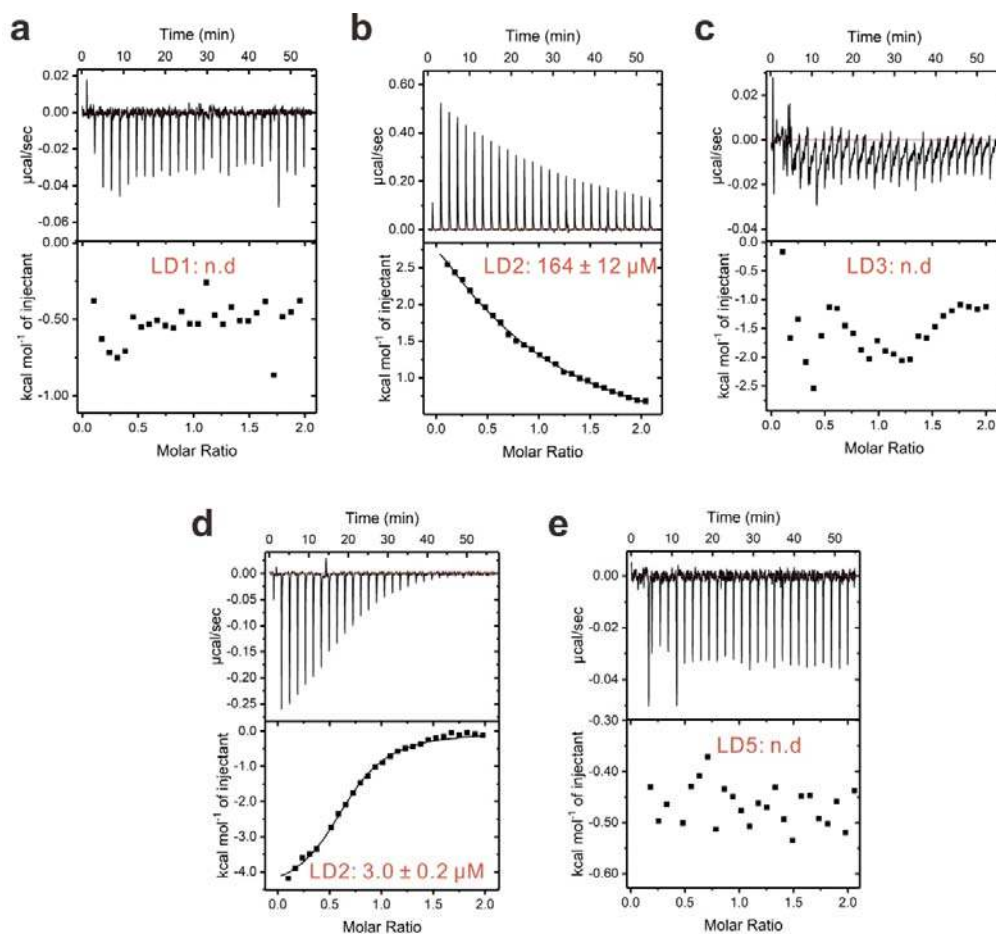 a
Time (min)
0 10 20 30 40 50
0.02
0.00
-0.02
-0.04
-0.06
µcal/sec
0.00
-0.50
-1.00
kcal mol⁻¹ of injectant
LD1: n.d
0.0 0.5 1.0 1.5 2.0
Molar Ratio
b
Time (min)
0 10 20 30 40 50
0.60
0.40
0.20
0.00
µcal/sec
2.5
2.0
1.5
1.0
kcal mol⁻¹ of injectant
LD2: 164 ± 12 µM
0.0 0.5 1.0 1.5 2.0
Molar Ratio
c
Time (min)
0 10 20 30 40 50
0.02
0.00
-0.02
-0.04
µcal/sec
0.0
-0.5
-1.0
-1.5
-2.0
-2.5
kcal mol⁻¹ of injectant
LD3: n.d
0.0 0.5 1.0 1.5 2.0
Molar Ratio
d
Time (min)
0 10 20 30 40 50
0.00
-0.05
-0.10
-0.15
-0.20
-0.25
µcal/sec
0.0
-1.0
-2.0
-3.0
-4.0
kcal mol⁻¹ of injectant
LD2: 3.0 ± 0.2 µM
0.0 0.5 1.0 1.5 2.0
Molar Ratio
e
Time (min)
0 10 20 30 40 50
0.00
-0.02
-0.04
µcal/sec
-0.30
-0.40
-0.50
-0.60
kcal mol⁻¹ of injectant
LD5: n.d
0.0 0.5 1.0 1.5 2.0
Molar Ratio